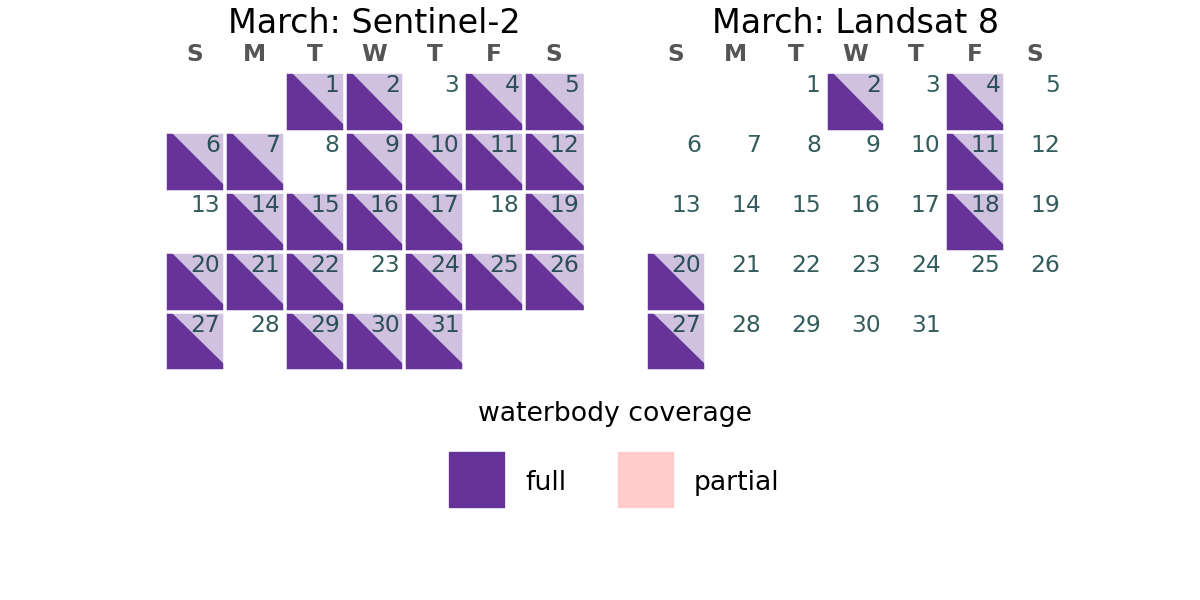 March: Sentinel-2
S M T W T F S
1 2 3 4 5
6 7 8 9 10 11 12
13 14 15 16 17 18 19
20 21 22 23 24 25 26
27 28 29 30 31
March: Landsat 8
S M T W T F S
1 2 3 4 5
6 7 8 9 10 11 12
13 14 15 16 17 18 19
20 21 22 23 24 25 26
27 28 29 30 31
waterbody coverage
full
partial